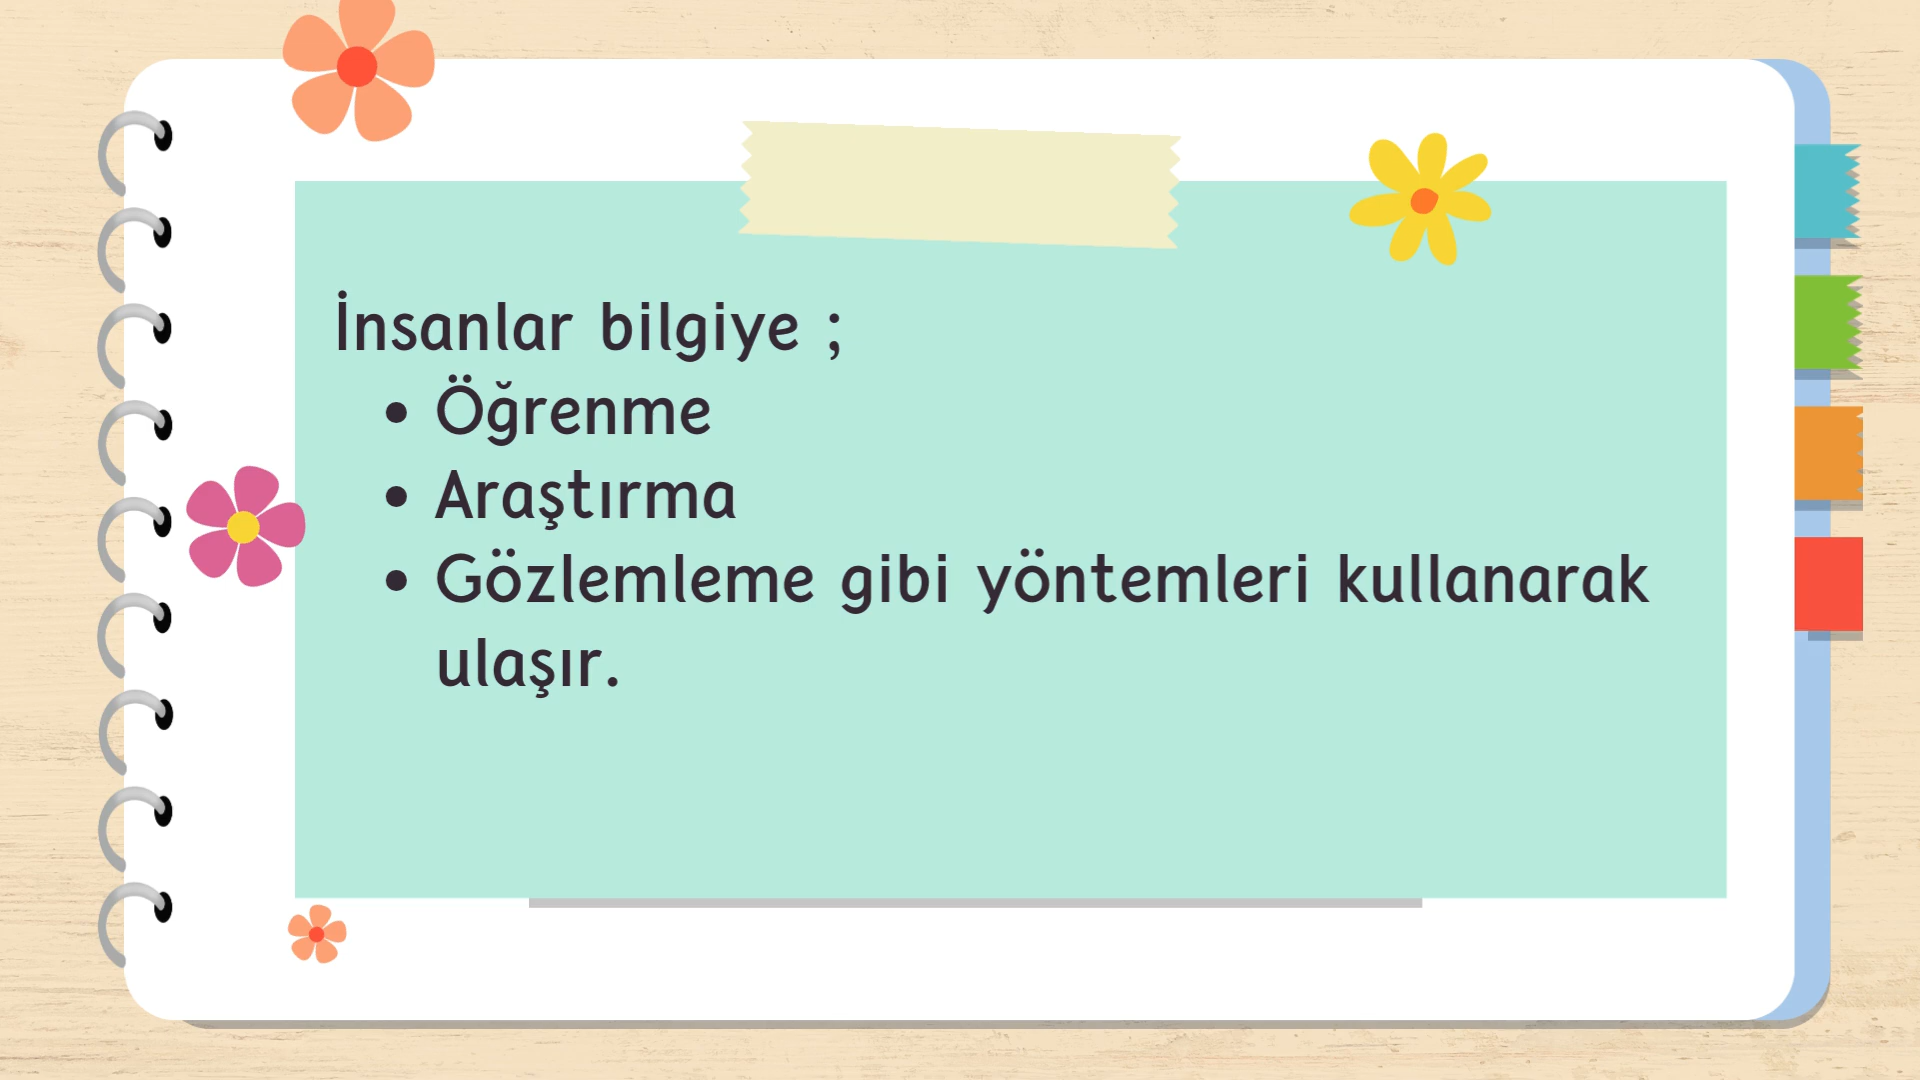 İnsanlar bilgiye ;
• Öğrenme
• Araştırma
• Gözlemleme gibi yöntemleri kullanarak
ulaşır.